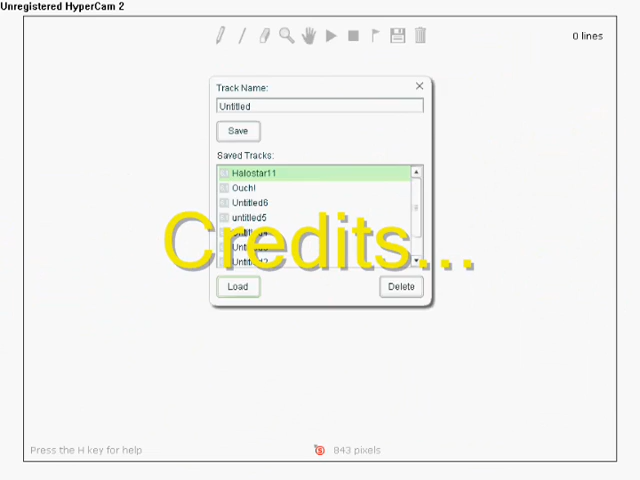 Unregistered HyperCam 2
0 lines
Track Name:
Untitled
Save
Saved Tracks:
Halostar11
Ouch!
Untitled6
untitled5
Credits...
Load
Delete
Press the H key for help
843 pixels